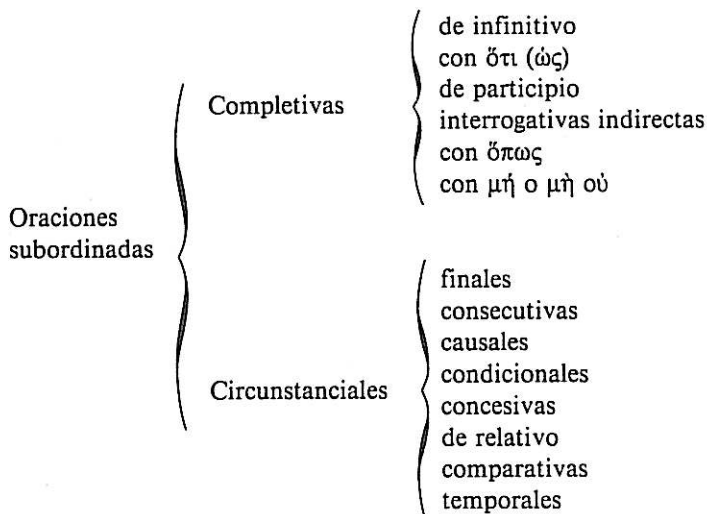 Oraciones
subordinadas
Completivas
de infinitivo
con ὅτι (ὡς)
de participio
interrogativas indirectas
con ὅπως
con μή o μὴ οὐ
Circunstanciales
finales
consecutivas
causales
condicionales
concesivas
de relativo
comparativas
temporales